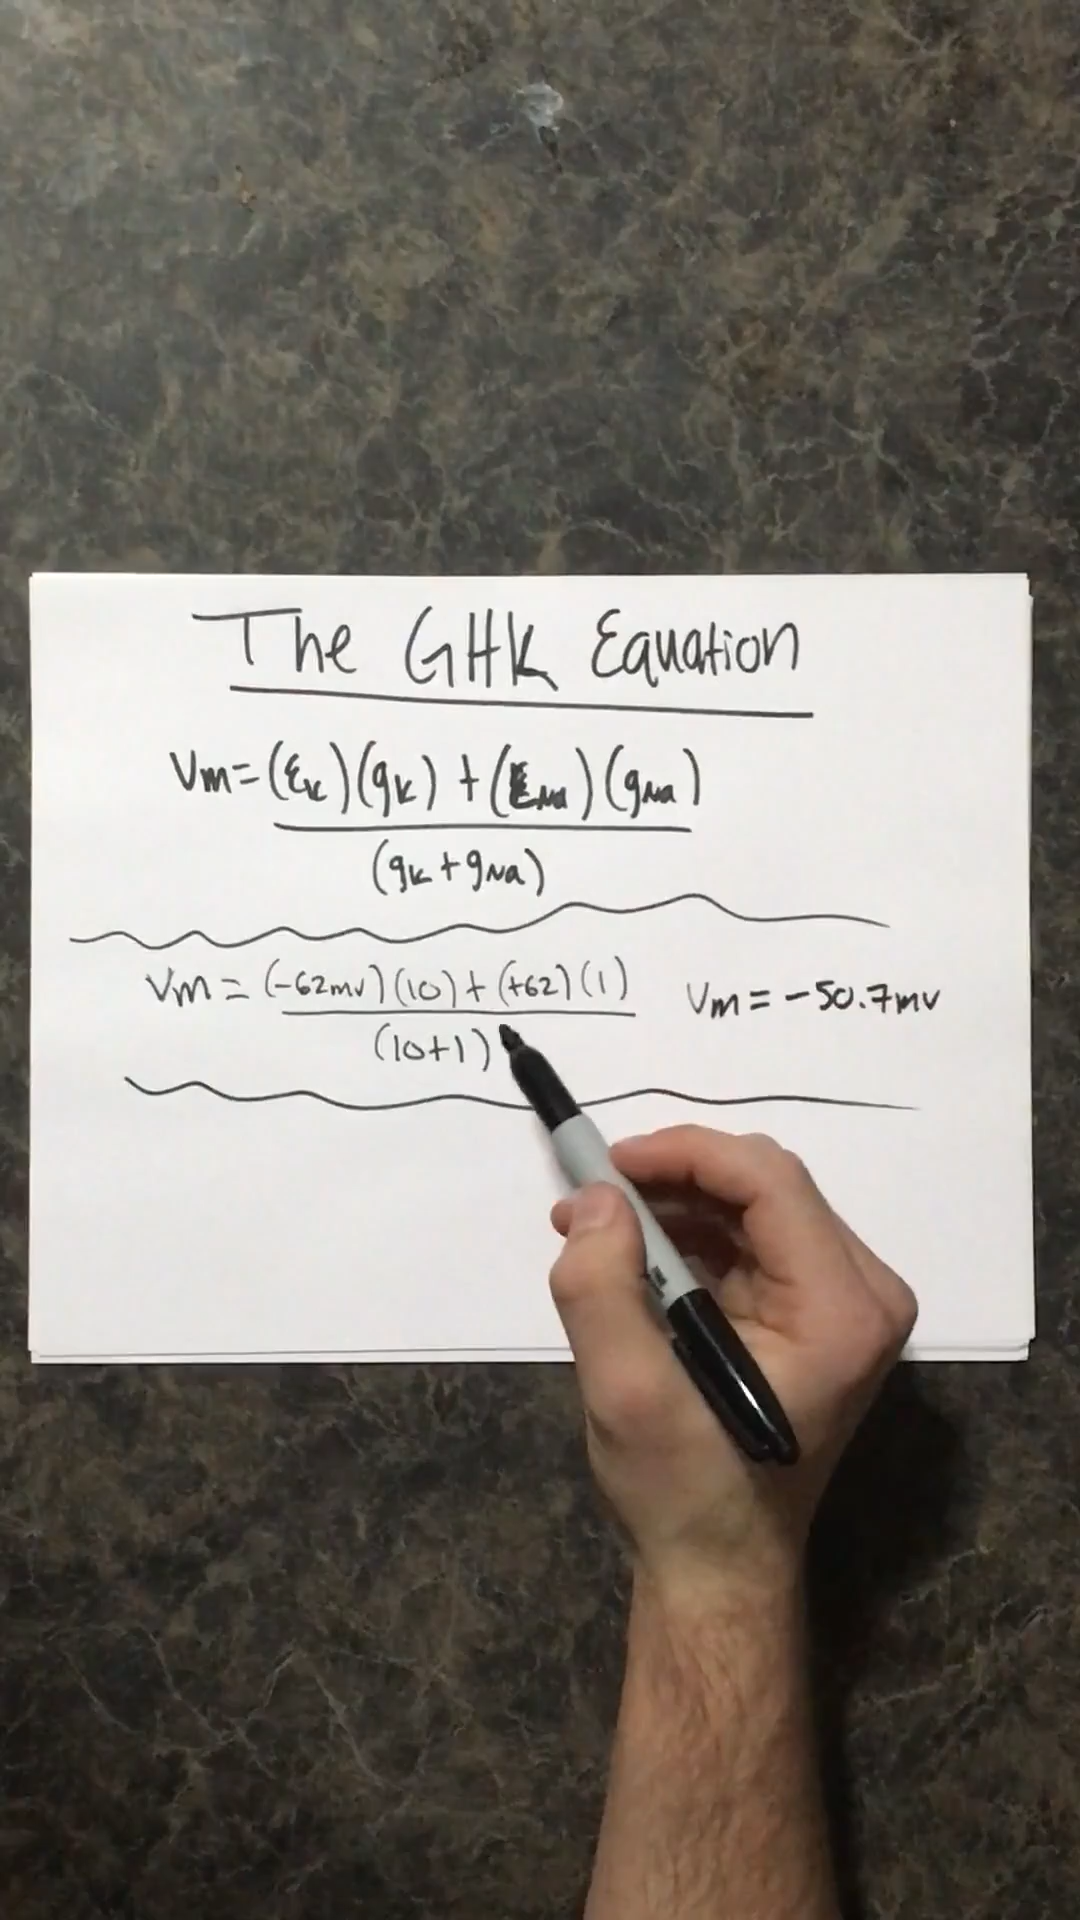 The GHK Equation
Vm = (EK)(gK) + (ENa)(gNa)
(gK + gNa)
Vm = (-62mv)(10) + (+62)(1)
(10+1)
Vm = -50.7mv